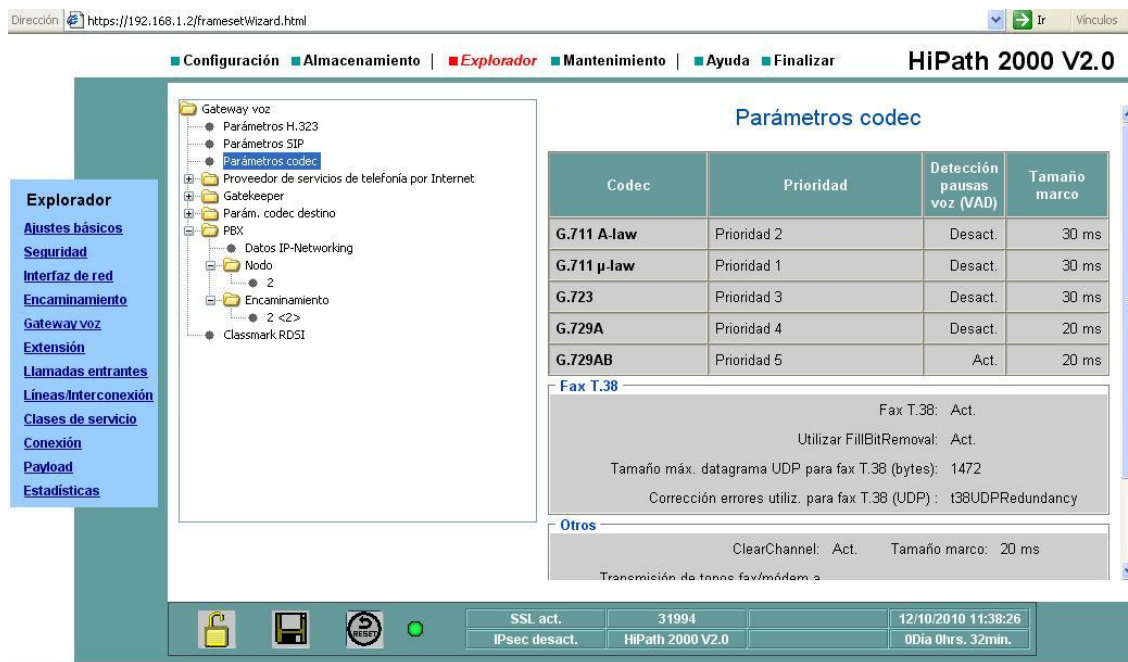 Dirección https://192.168.1.2/framesetWizard.html Ir Vínculos
Configuración Almacenamiento | Explorador Mantenimiento | Ayuda Finalizar HiPath 2000 V2.0
Explorador
Ajustes básicos
Seguridad
Interfaz de red
Encaminamiento
Gateway voz
Extensión
Llamadas entrantes
Líneas/Interconexión
Clases de servicio
Conexión
Payload
Estadísticas
Gateway voz
Parámetros H.323
Parámetros SIP
Parámetros codec
Proveedor de servicios de telefonía por Internet
Gatekeeper
Parám. codec destino
PBX
Datos IP-Networking
Nodo
2
Encaminamiento
2 <2>
Classmark RDSI
Parámetros codec
Codec Prioridad Detección pausas voz (VAD) Tamaño marco
G.711 A-law Prioridad 2 Desact. 30 ms
G.711 µ-law Prioridad 1 Desact. 30 ms
G.723 Prioridad 3 Desact. 30 ms
G.729A Prioridad 4 Desact. 20 ms
G.729AB Prioridad 5 Act. 20 ms
Fax T.38
Fax T.38: Act.
Utilizar FillBitRemoval: Act.
Tamaño máx. datagrama UDP para fax T.38 (bytes): 1472
Corrección errores utiliz. para fax T.38 (UDP) : t38UDPRedundancy
Otros
ClearChannel: Act. Tamaño marco: 20 ms
Transmisión de tonos fax/módem a
RESET
SSL act. 31994 12/10/2010 11:38:26
IPsec desact. HiPath 2000 V2.0 0Día 0hrs. 32min.